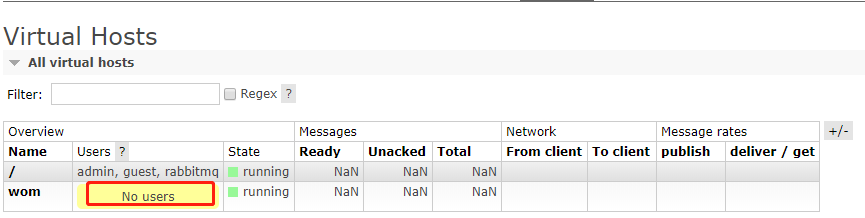 Virtual Hosts
All virtual hosts
Filter: Regex ?
Overview Messages Network Message rates +/-
Name Users ? State Ready Unacked Total From client To client publish deliver / get
/ admin, guest, rabbitmq running NaN NaN NaN
wom No users running NaN NaN NaN